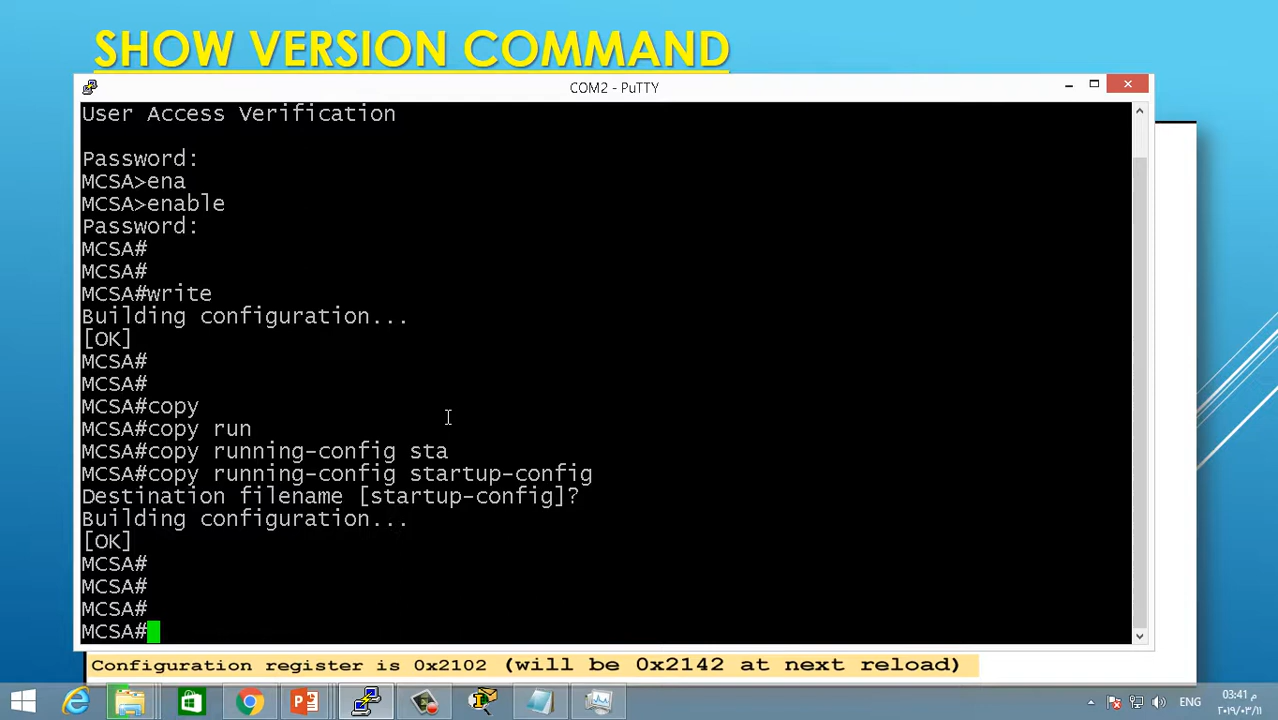 SHOW VERSION COMMAND
COM2 - PuTTY
User Access Verification
Password:
MCSA>ena
MCSA>enable
Password:
MCSA#
MCSA#
MCSA#write
Building configuration...
[OK]
MCSA#
MCSA#
MCSA#copy
MCSA#copy run
MCSA#copy running-config sta
MCSA#copy running-config startup-config
Destination filename [startup-config]?
Building configuration...
[OK]
MCSA#
MCSA#
MCSA#
MCSA#
Configuration register is 0x2102 (will be 0x2142 at next reload)
ENG
03:41 م
٢٠١٩/٠٣/١١